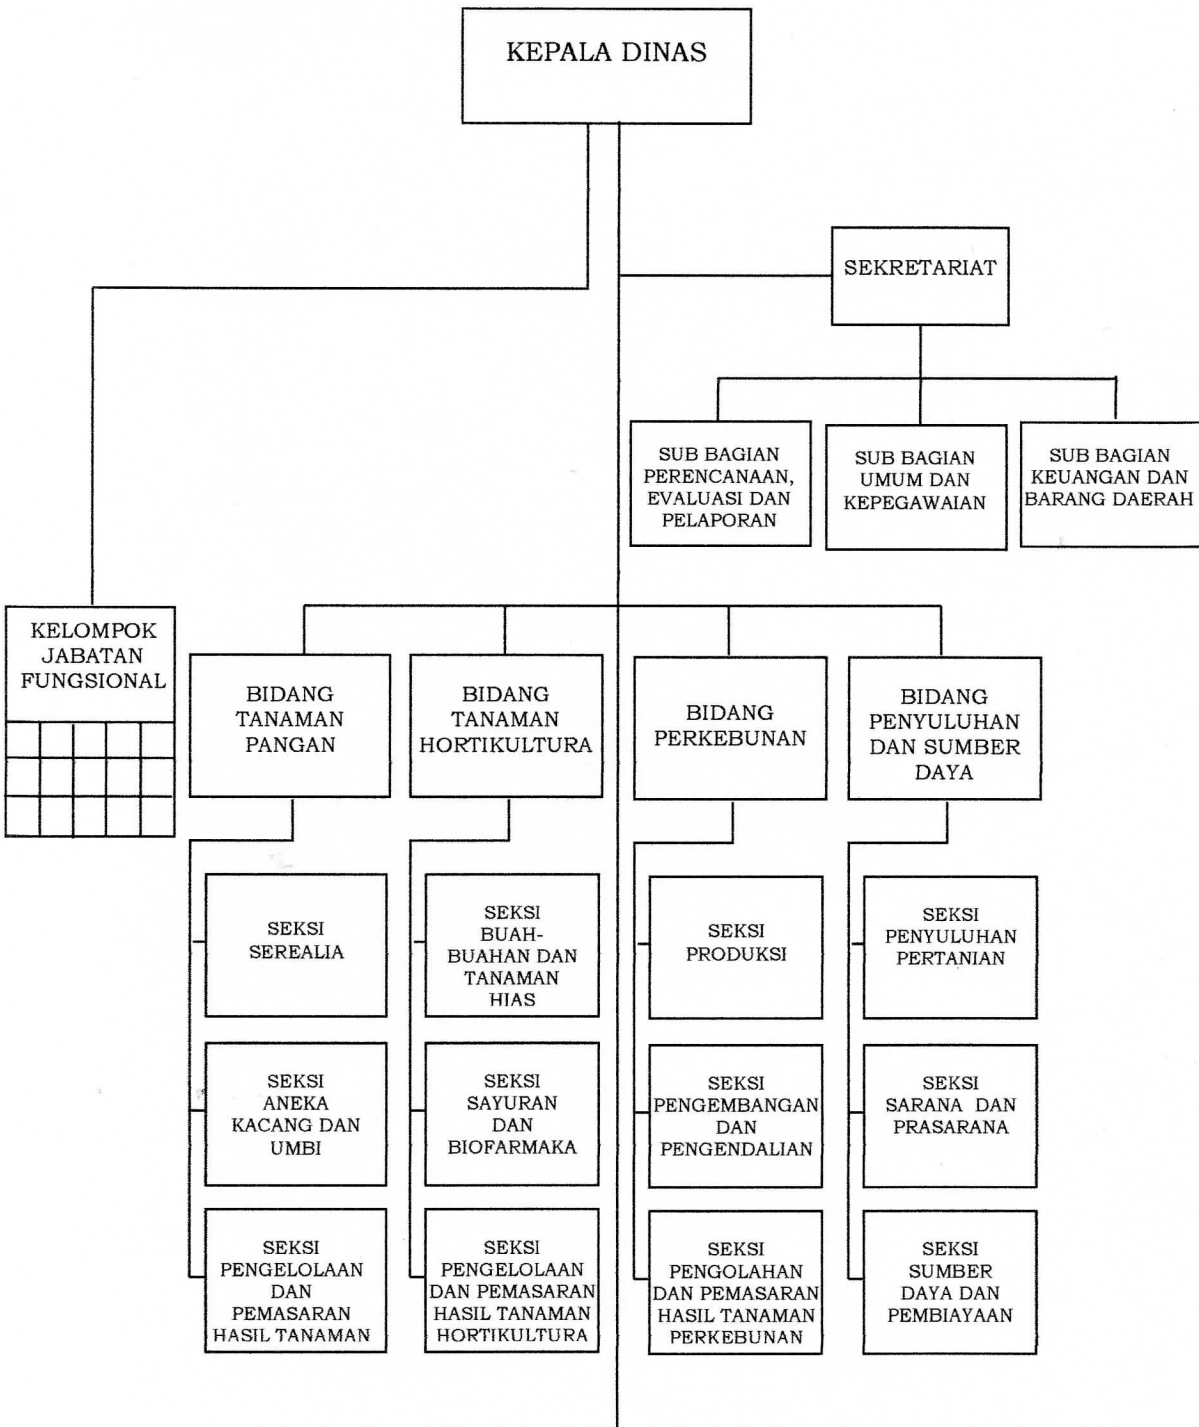 KEPALA DINAS
SEKRETARIAT
SUB BAGIAN
PERENCANAAN,
EVALUASI DAN
PELAPORAN
SUB BAGIAN
UMUM DAN
KEPEGAWAIAN
SUB BAGIAN
KEUANGAN DAN
BARANG DAERAH
KELOMPOK
JABATAN
FUNGSIONAL
BIDANG
TANAMAN
PANGAN
BIDANG
TANAMAN
HORTIKULTURA
BIDANG
PERKEBUNAN
BIDANG
PENYULUHAN
DAN SUMBER
DAYA
SEKSI
SEREALIA
SEKSI
BUAH-
BUAHAN DAN
TANAMAN
HIAS
SEKSI
PRODUKSI
SEKSI
PENYULUHAN
PERTANIAN
SEKSI
ANEKA
KACANG DAN
UMBI
SEKSI
SAYURAN
DAN
BIOFARMAKA
SEKSI
PENGEMBANGAN
DAN
PENGENDALIAN
SEKSI
SARANA DAN
PRASARANA
SEKSI
PENGELOLAAN
DAN
PEMASARAN
HASIL TANAMAN
SEKSI
PENGELOLAAN
DAN PEMASARAN
HASIL TANAMAN
HORTIKULTURA
SEKSI
PENGOLAHAN
DAN PEMASARAN
HASIL TANAMAN
PERKEBUNAN
SEKSI
SUMBER
DAYA DAN
PEMBIAYAAN